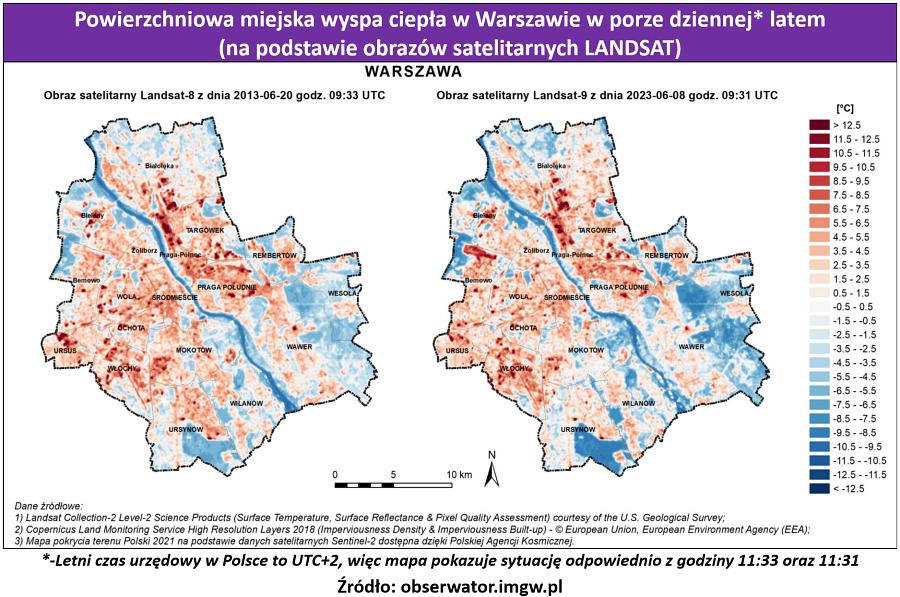 Powierzchniowa miejska wyspa ciepła w Warszawie w porze dziennej* latem
(na podstawie obrazów satelitarnych LANDSAT)
WARSZAWA
Obraz satelitarny Landsat-8 z dnia 2013-06-20 godz. 09:33 UTC
Obraz satelitarny Landsat-9 z dnia 2023-06-08 godz. 09:31 UTC
Białołęka
Bielany
TARGÓWEK
Żoliborz
Praga-Północ
REMBERTÓW
Bemowo
PRAGA POŁUDNIE
WESOŁA
WOLA
ŚRÓDMIEŚCIE
OCHOTA
URSUS
MOKOTÓW
WAWER
WŁOCHY
WILANÓW
URSYNÓW
Białołęka
Bielany
TARGÓWEK
Żoliborz
Praga-Północ
REMBERTÓW
Bemowo
PRAGA POŁUDNIE
WESOŁA
WOLA
ŚRÓDMIEŚCIE
OCHOTA
URSUS
MOKOTÓW
WAWER
WŁOCHY
WILANÓW
URSYNÓW
[°C]
> 12.5
11.5 - 12.5
10.5 - 11.5
9.5 - 10.5
8.5 - 9.5
7.5 - 8.5
6.5 - 7.5
5.5 - 6.5
4.5 - 5.5
3.5 - 4.5
2.5 - 3.5
1.5 - 2.5
0.5 - 1.5
-0.5 - 0.5
-1.5 - -0.5
-2.5 - -1.5
-3.5 - -2.5
-4.5 - -3.5
-5.5 - -4.5
-6.5 - -5.5
-7.5 - -6.5
-8.5 - -7.5
-9.5 - -8.5
-10.5 - -9.5
-11.5 - -10.5
-12.5 - -11.5
< -12.5
0 5 10 km
N
Dane źródłowe:
1) Landsat Collection-2 Level-2 Science Products (Surface Temperature, Surface Reflectance & Pixel Quality Assessment) courtesy of the U.S. Geological Survey;
2) Copernicus Land Monitoring Service High Resolution Layers 2018 (Imperviousness Density & Imperviousness Built-up) - © European Union, European Environment Agency (EEA);
3) Mapa pokrycia terenu Polski 2021 na podstawie danych satelitarnych Sentinel-2 dostępna dzięki Polskiej Agencji Kosmicznej.
*-Letni czas urzędowy w Polsce to UTC+2, więc mapa pokazuje sytuację odpowiednio z godziny 11:33 oraz 11:31
Źródło: obserwator.imgw.pl